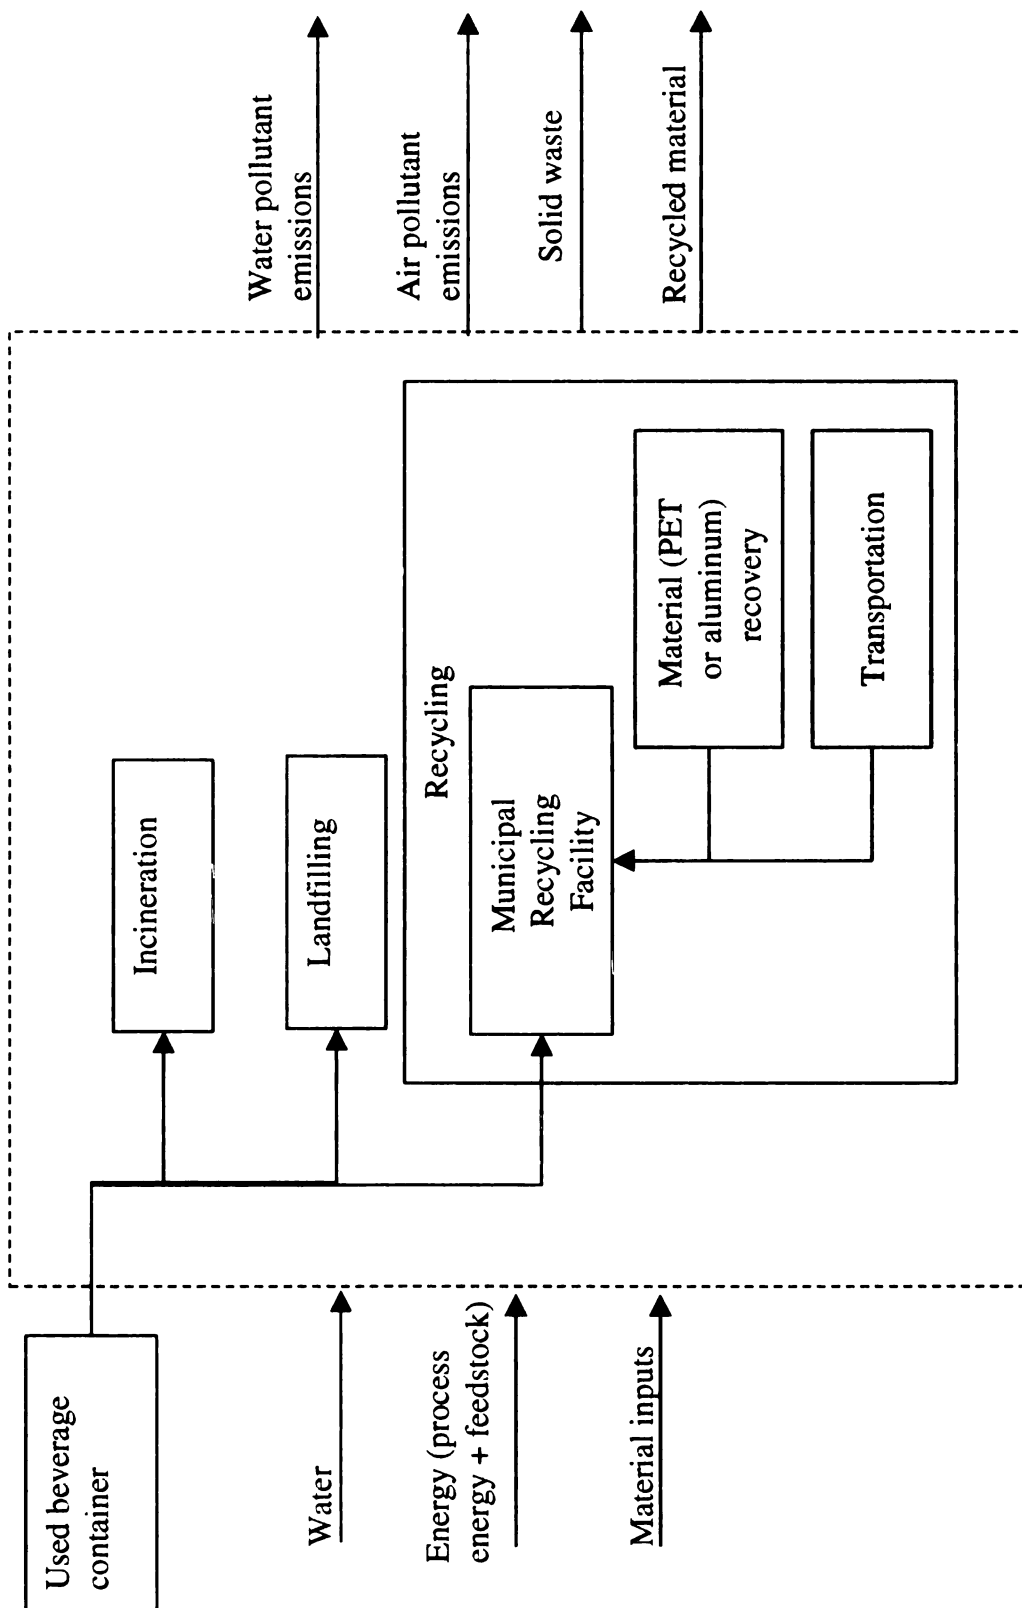 Used beverage
container
Water
Energy (process
energy + feedstock)
Material inputs
Incineration
Landfilling
Recycling
Municipal
Recycling
Facility
Material (PET
or aluminum)
recovery
Transportation
Water pollutant
emissions
Air pollutant
emissions
Solid waste
Recycled material